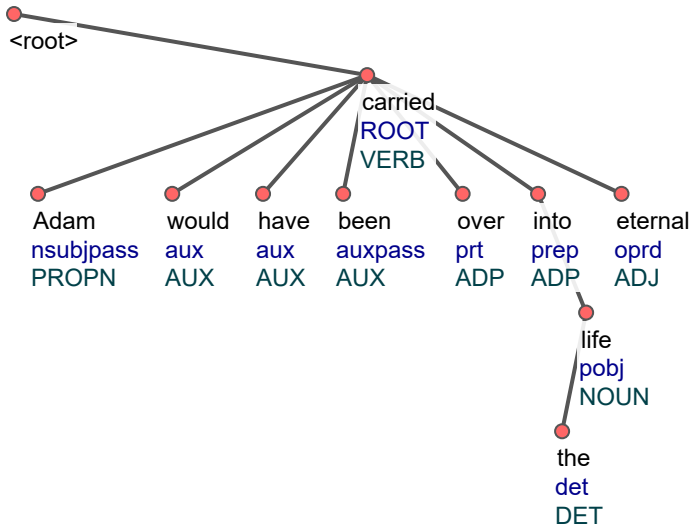 <root>
carried
ROOT
VERB
Adam would have been over into eternal
nsubjpass aux aux auxpass prt prep oprd
PROPN AUX AUX AUX ADP ADP ADJ
life
pobj
NOUN
the
det
DET